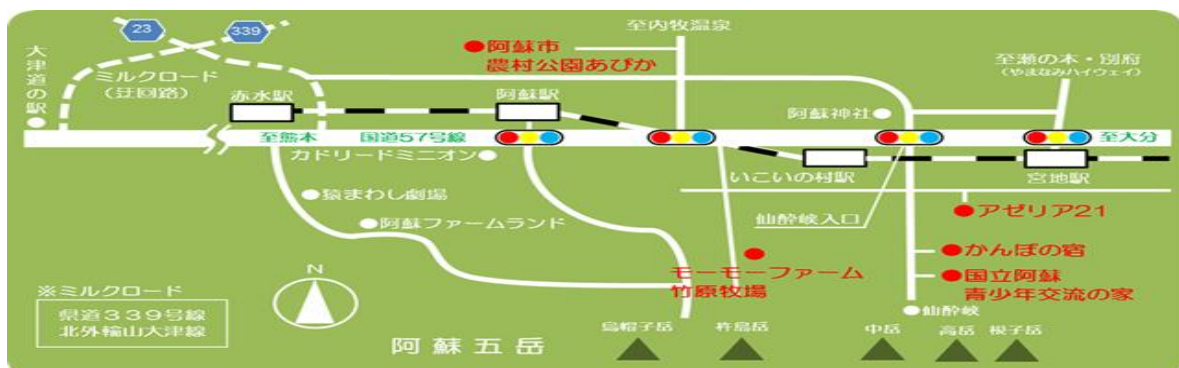 23
339
至内牧温泉
大津道の駅
ミルクロード
(迂回路)
阿蘇市
農村公園あぴか
至瀬の本・別府
(やまなみハイウェイ)
赤水駅
阿蘇駅
阿蘇神社
至熊本
国道57号線
至大分
カドリードミニオン
いこいの村駅
宮地駅
猿まわし劇場
阿蘇ファームランド
仙酔峡入口
アゼリア21
かんぽの宿
モーモーファーム
竹原牧場
国立阿蘇
青少年交流の家
仙酔峡
N
※ミルクロード
県道339号線
北外輪山大津線
阿蘇五岳
烏帽子岳
杵島岳
中岳
高岳
根子岳